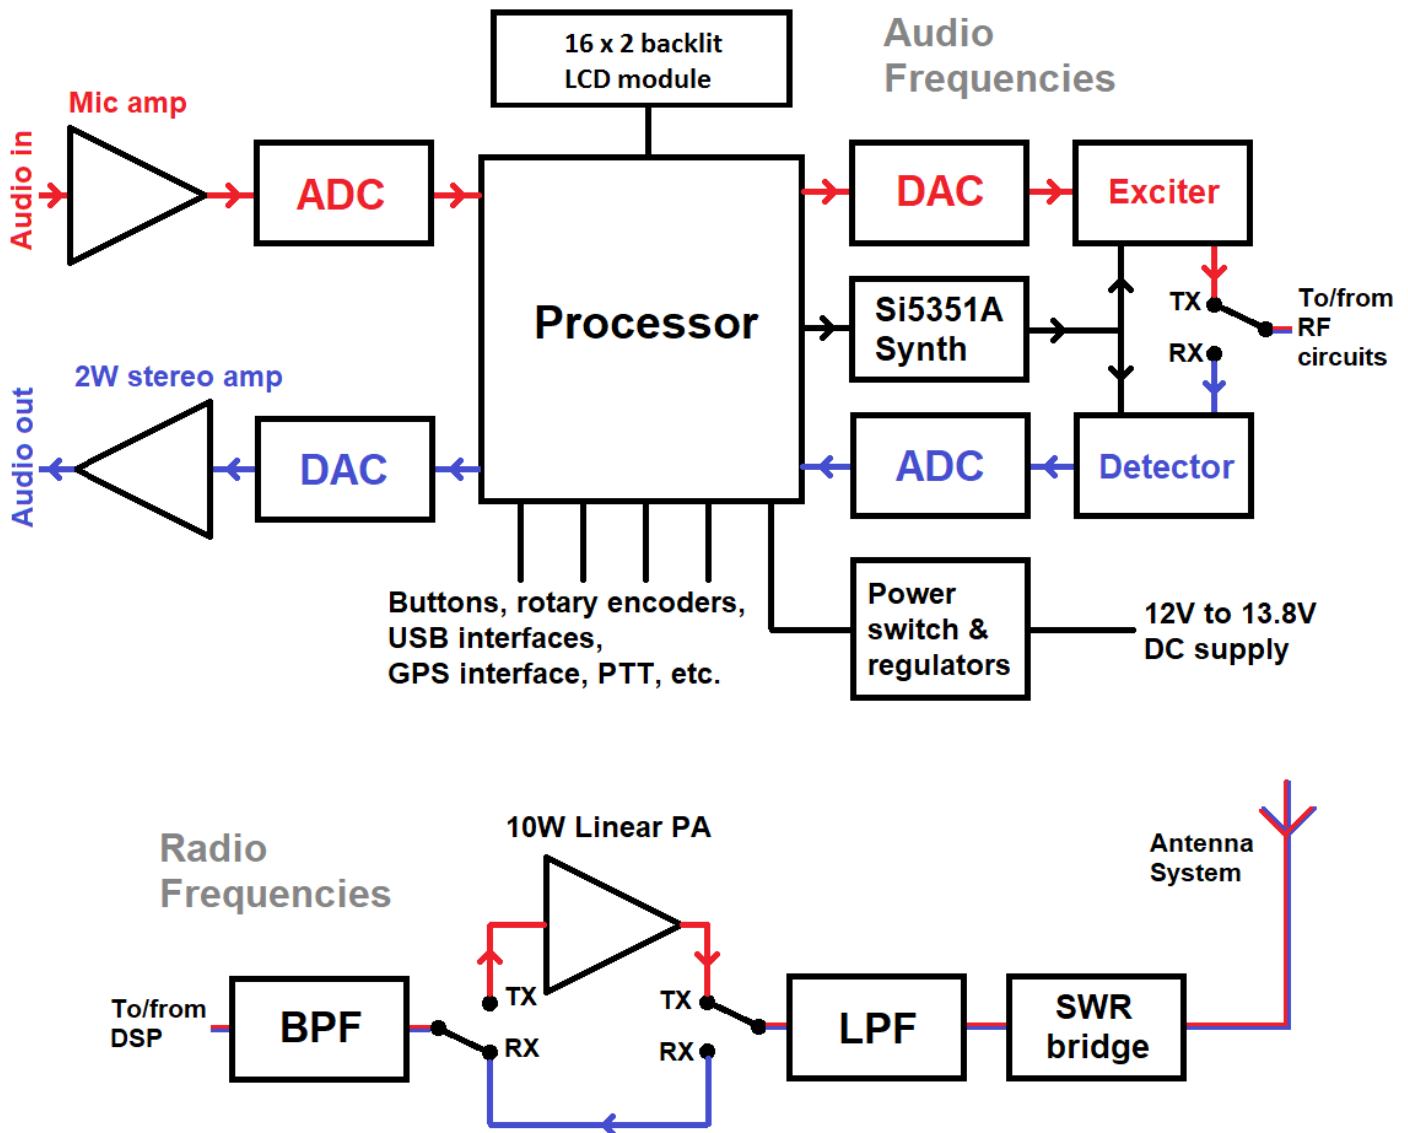 16 x 2 backlit
LCD module
Audio
Frequencies
Mic amp
Audio in
ADC
DAC
Exciter
Processor
Si5351A
Synth
TX
RX
To/from
RF
circuits
2W stereo amp
Audio out
DAC
ADC
Detector
Buttons, rotary encoders,
USB interfaces,
GPS interface, PTT, etc.
Power
switch &
regulators
12V to 13.8V
DC supply
Radio
Frequencies
10W Linear PA
Antenna
System
To/from
DSP
BPF
TX
RX
TX
RX
LPF
SWR
bridge